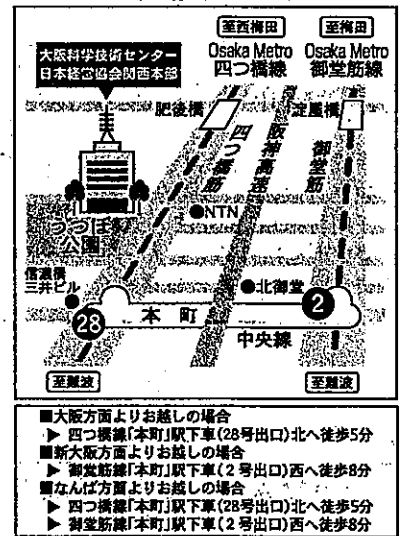 至西梅田
至梅田
Osaka Metro
四つ橋線
Osaka Metro
御堂筋線
大阪科学技術センター
日本経営協会関西本部
肥後橋
淀屋橋
四つ橋筋
阪神高速
御堂筋
●NTN
うつぼ
公園
信濃橋
三井ビル
●北御堂
2
28
本町
中央線
至難波
至難波
■大阪方面よりお越しの場合
▶ 四つ橋線「本町」駅下車(28号出口)北へ徒歩5分
■新大阪方面よりお越しの場合
▶ 御堂筋線「本町」駅下車(2号出口)西へ徒歩8分
■なんば方面よりお越しの場合
▶ 四つ橋線「本町」駅下車(28号出口)北へ徒歩5分
▶ 御堂筋線「本町」駅下車(2号出口)西へ徒歩8分